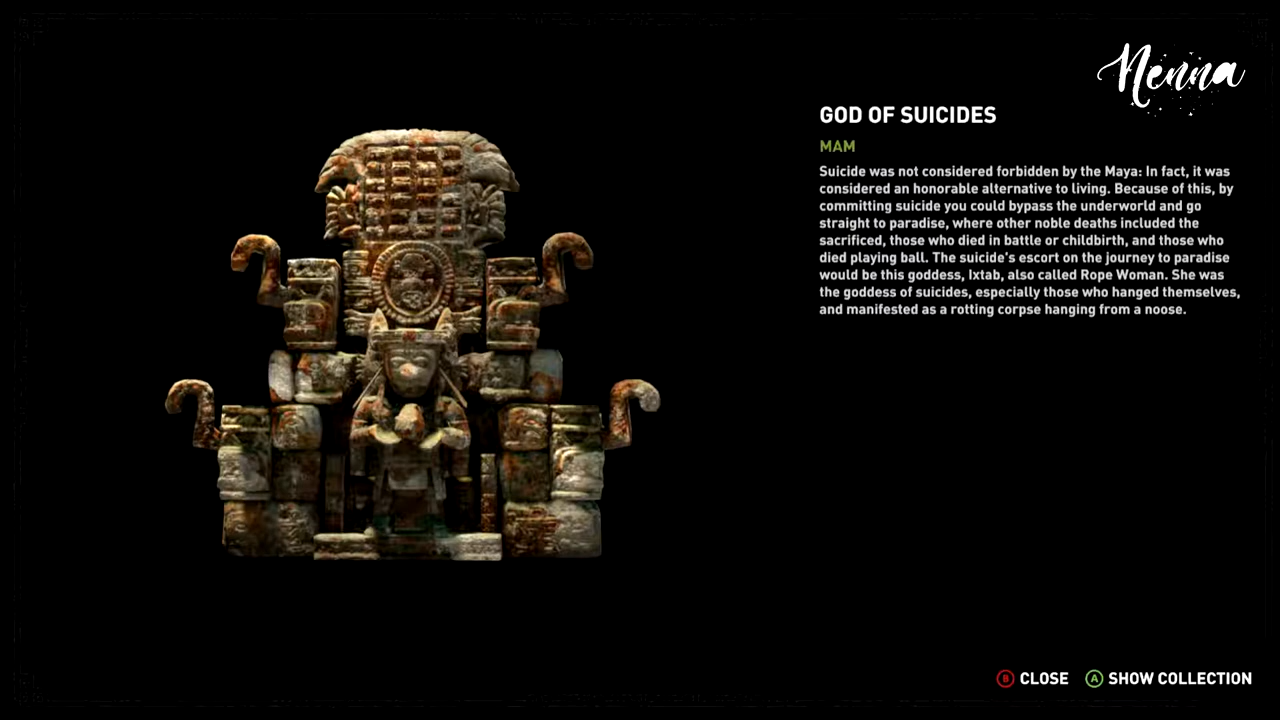 Nenna
GOD OF SUICIDES
MAM
Suicide was not considered forbidden by the Maya: In fact, it was
considered an honorable alternative to living. Because of this, by
committing suicide you could bypass the underworld and go
straight to paradise, where other noble deaths included the
sacrificed, those who died in battle or childbirth, and those who
died playing ball. The suicide's escort on the journey to paradise
would be this goddess, Ixtab, also called Rope Woman. She was
the goddess of suicides, especially those who hanged themselves,
and manifested as a rotting corpse hanging from a noose.
B CLOSE A SHOW COLLECTION